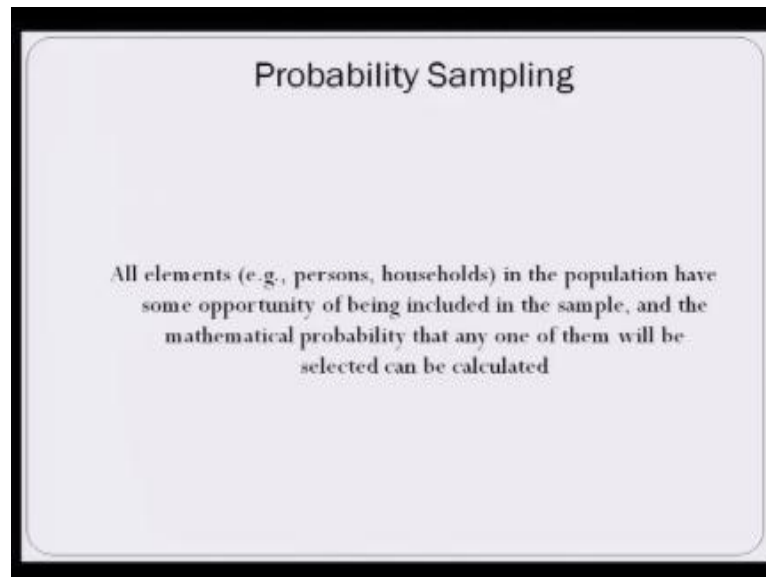 Probability Sampling
All elements (e.g., persons, households) in the population have
some opportunity of being included in the sample, and the
mathematical probability that any one of them will be
selected can be calculated